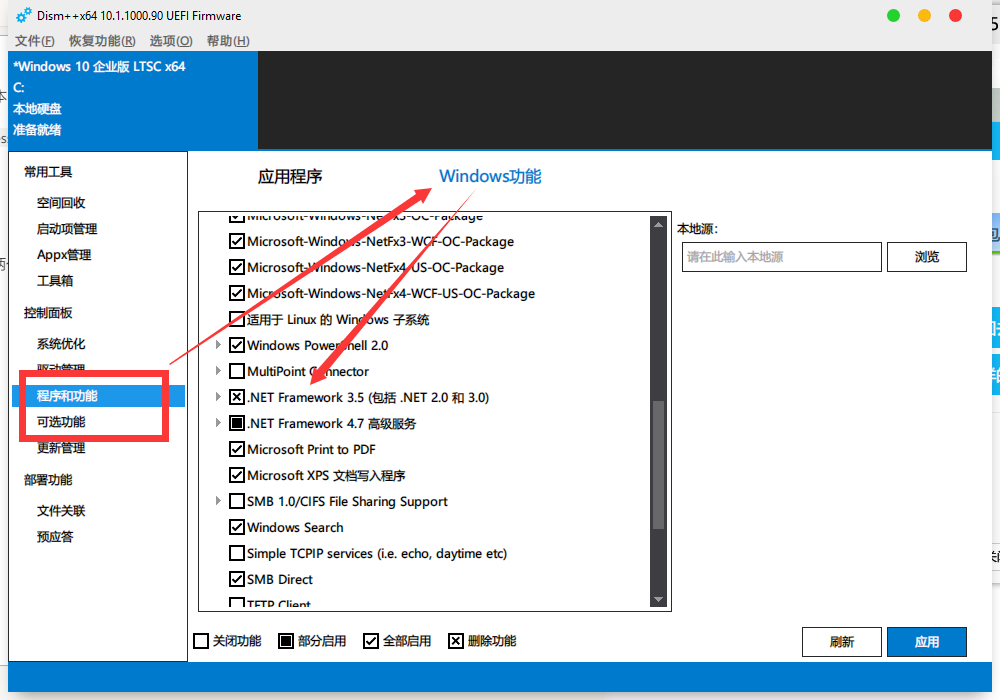 Dism++x64 10.1.1000.90 UEFI Firmware
文件(F) 恢复功能(R) 选项(O) 帮助(H)
*Windows 10 企业版 LTSC x64
C:
本地硬盘
准备就绪
常用工具
空间回收
启动项管理
Appx管理
工具箱
控制面板
系统优化
驱动管理
程序和功能
可选功能
更新管理
部署功能
文件关联
预应答
应用程序 Windows功能
Microsoft-Windows-NetFx3-OC-Package
Microsoft-Windows-NetFx3-WCF-OC-Package
Microsoft-Windows-NetFx4-US-OC-Package
Microsoft-Windows-NetFx4-WCF-US-OC-Package
适用于 Linux 的 Windows 子系统
Windows Powershell 2.0
MultiPoint Connector
.NET Framework 3.5 (包括 .NET 2.0 和 3.0)
.NET Framework 4.7 高级服务
Microsoft Print to PDF
Microsoft XPS 文档写入程序
SMB 1.0/CIFS File Sharing Support
Windows Search
Simple TCPIP services (i.e. echo, daytime etc)
SMB Direct
TFTP Client
本地源:
请在此输入本地源 浏览
关闭功能 部分启用 全部启用 删除功能
刷新 应用